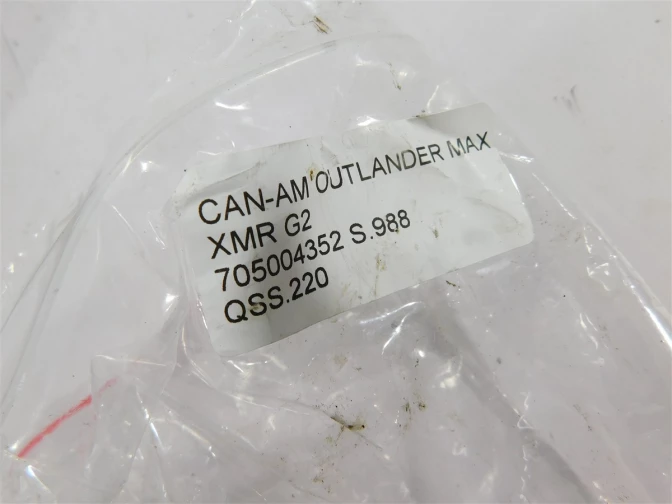 CAN-AM OUTLANDER MAX
XMR G2
705004352 S.988
QSS.220